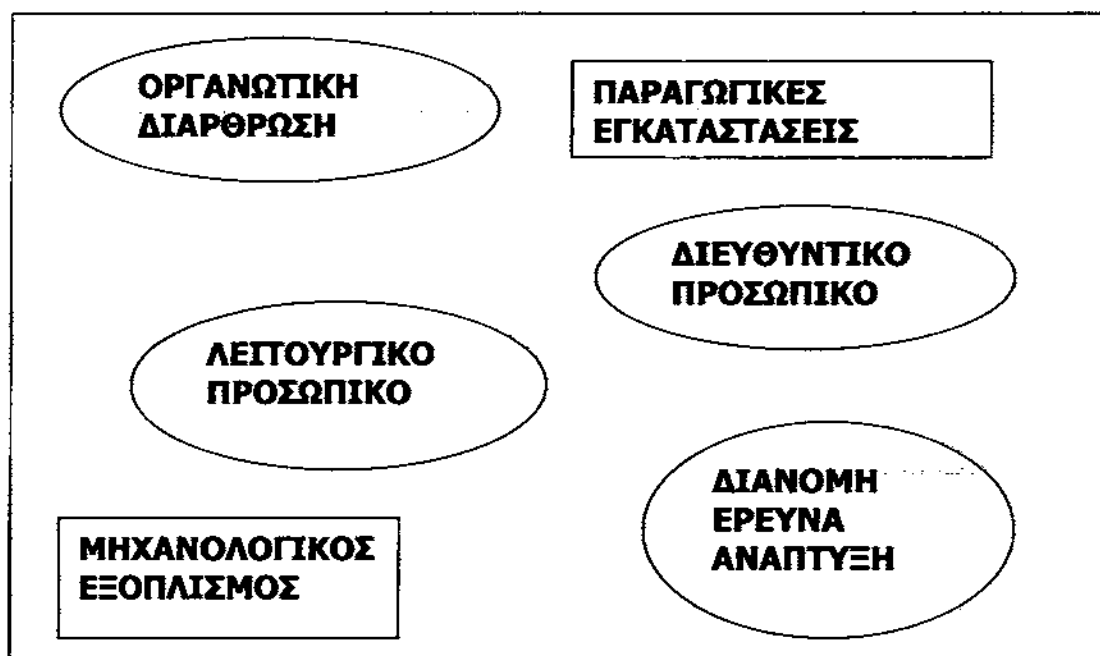 ΟΡΓΑΝΩΤΙΚΗ
ΔΙΑΡΘΡΩΣΗ
ΠΑΡΑΓΩΓΙΚΕΣ
ΕΓΚΑΤΑΣΤΑΣΕΙΣ
ΔΙΕΥΘΥΝΤΙΚΟ
ΠΡΟΣΩΠΙΚΟ
ΛΕΙΤΟΥΡΓΙΚΟ
ΠΡΟΣΩΠΙΚΟ
ΔΙΑΝΟΜΗ
ΕΡΕΥΝΑ
ΑΝΑΠΤΥΞΗ
ΜΗΧΑΝΟΛΟΓΙΚΟΣ
ΕΞΟΠΛΙΣΜΟΣ